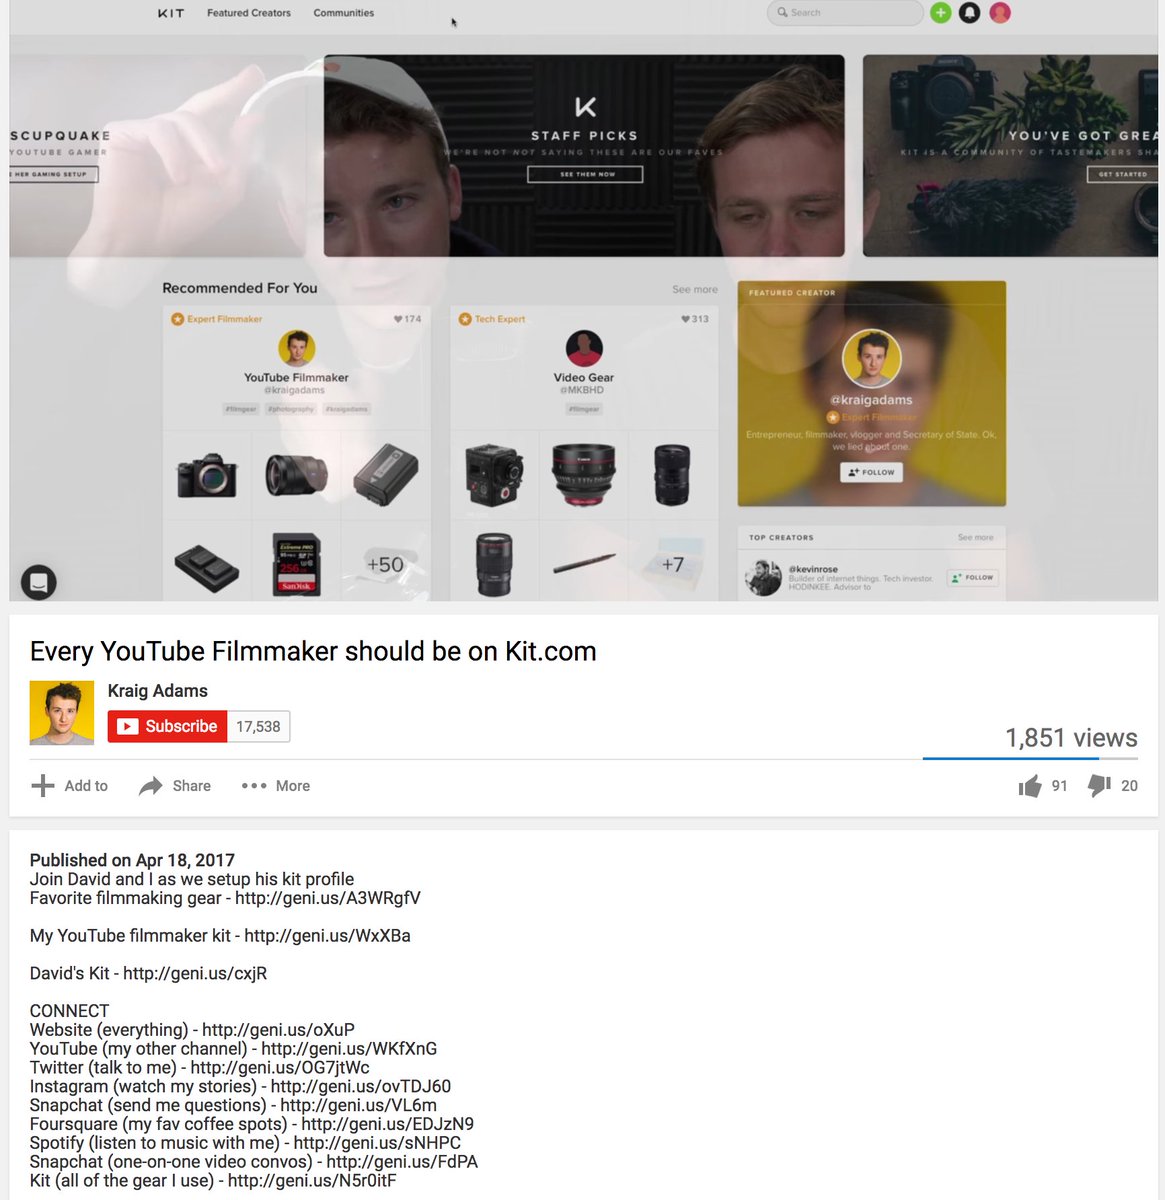 KIT Featured Creators Communities Search
SCUPQUAKE
YOUTUBE GAMER
HER GAMING SETUP
STAFF PICKS
WE'RE NOT NOT SAYING THESE ARE OUR FAVES
SEE THEM NOW
YOU'VE GOT GREA
KIT IS A COMMUNITY OF TASTEMAKERS SHA
GET STARTED
Recommended For You See more
Expert Filmmaker 174
YouTube Filmmaker
@kraigadams
#filmgear #photography #kraigadams
+50
Tech Expert 313
Video Gear
@MKBHD
#filmgear
+7
FEATURED CREATOR
@kraigadams
Expert Filmmaker
Entrepreneur, filmmaker, vlogger and Secretary of State. Ok,
we lied about one.
FOLLOW
TOP CREATORS See more
@kevinrose
Builder of internet things. Tech investor.
HODINKEE. Advisor to
FOLLOW
Extreme PRO
256
SanDisk
Every YouTube Filmmaker should be on Kit.com
Kraig Adams
Subscribe 17,538
1,851 views
Add to Share More 91 20
Published on Apr 18, 2017
Join David and I as we setup his kit profile
Favorite filmmaking gear - http://geni.us/A3WRgfV
My YouTube filmmaker kit - http://geni.us/WxXBa
David's Kit - http://geni.us/cxjR
CONNECT
Website (everything) - http://geni.us/oXuP
YouTube (my other channel) - http://geni.us/WKfXnG
Twitter (talk to me) - http://geni.us/OG7jtWc
Instagram (watch my stories) - http://geni.us/ovTDJ60
Snapchat (send me questions) - http://geni.us/VL6m
Foursquare (my fav coffee spots) - http://geni.us/EDJzN9
Spotify (listen to music with me) - http://geni.us/sNHPC
Snapchat (one-on-one video convos) - http://geni.us/FdPA
Kit (all of the gear I use) - http://geni.us/N5r0itF